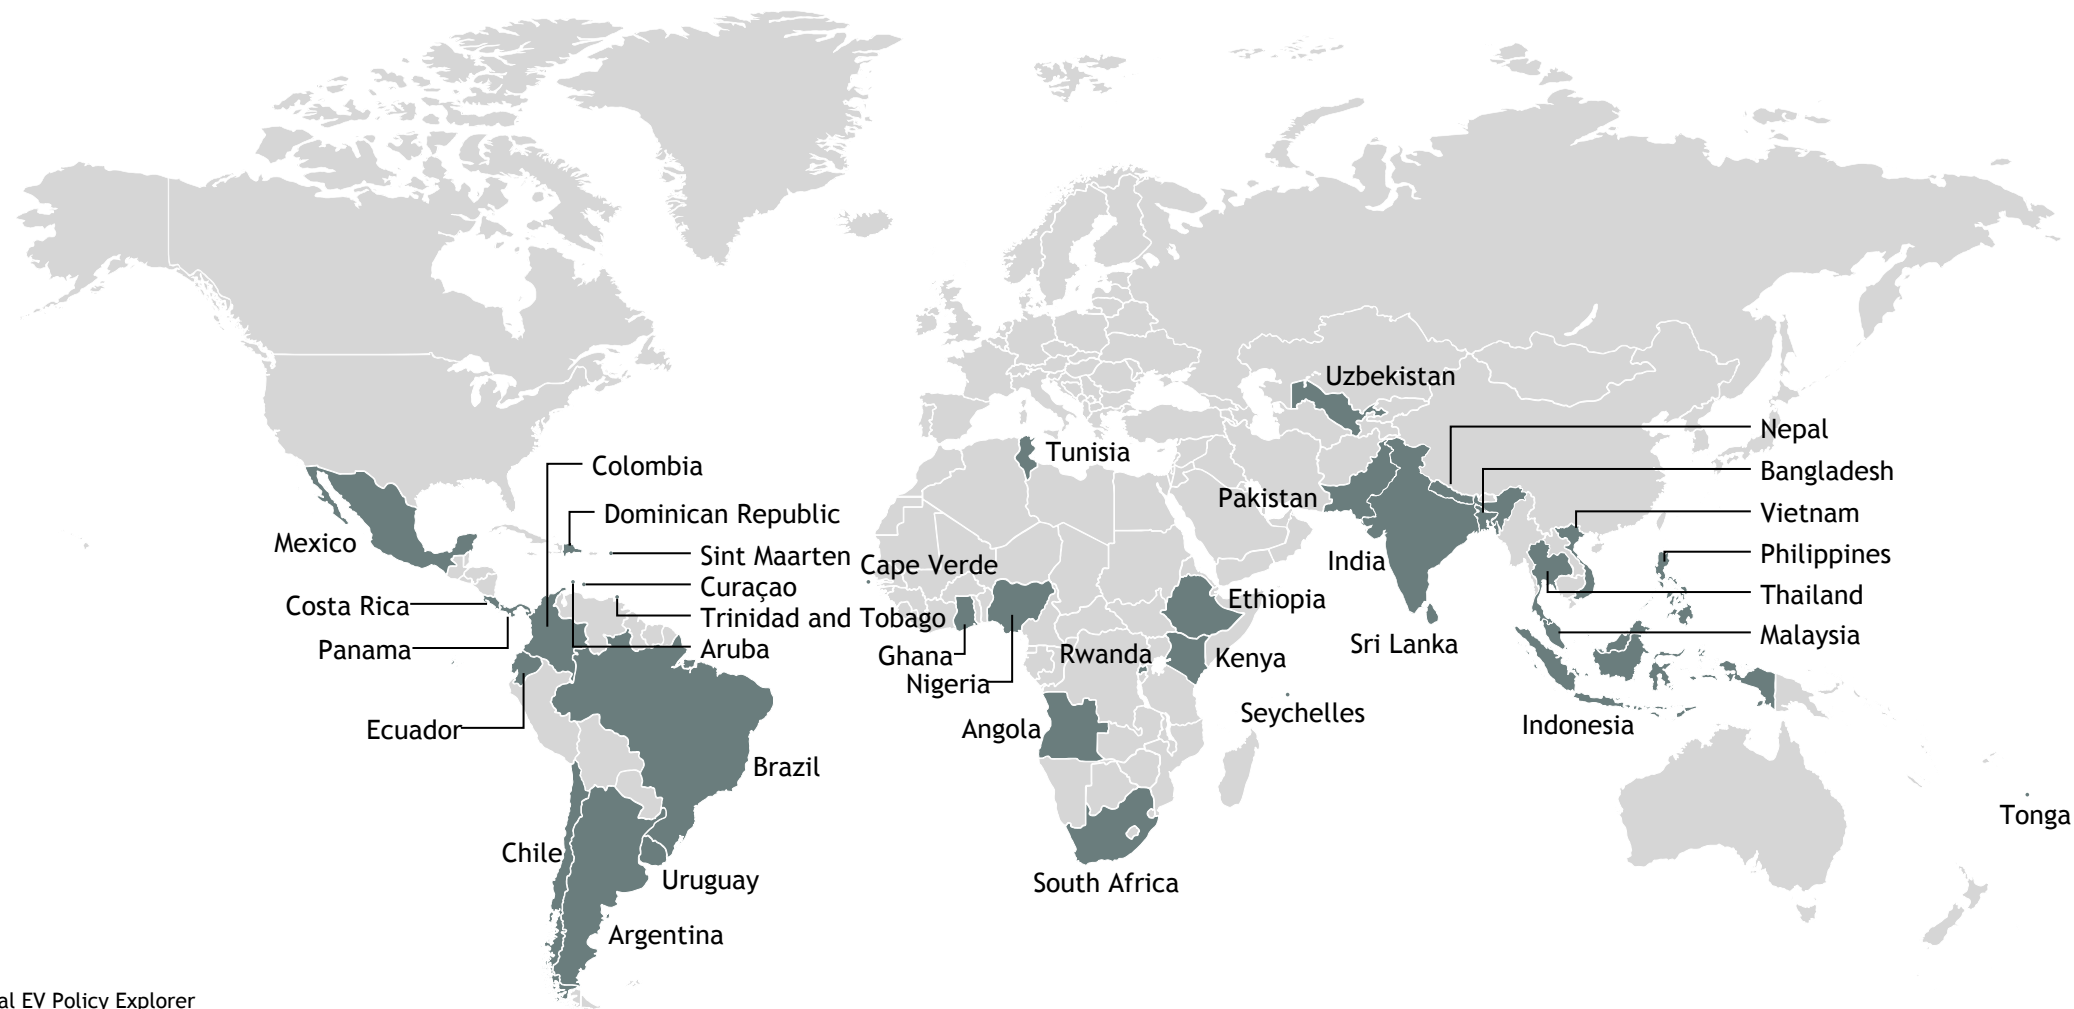 Uzbekistan
Nepal
Tunisia
Colombia
Bangladesh
Pakistan
Dominican Republic
Vietnam
Mexico
Sint Maarten
Cape Verde
India
Philippines
Curaçao
Costa Rica
Ethiopia
Thailand
Trinidad and Tobago
Panama
Aruba
Ghana
Rwanda
Kenya
Sri Lanka
Malaysia
Nigeria
Seychelles
Ecuador
Angola
Indonesia
Brazil
Tonga
Chile
Uruguay
South Africa
Argentina
al EV Policy Explorer